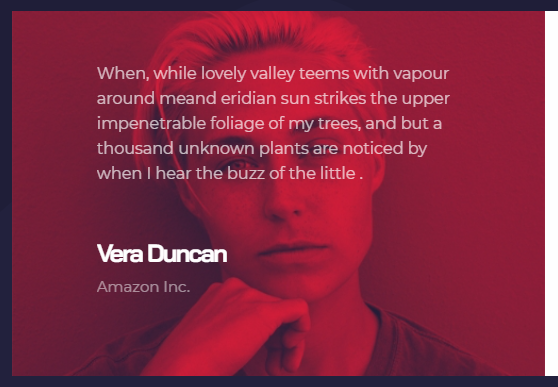 When, while lovely valley teems with vapour
around meand eridian sun strikes the upper
impenetrable foliage of my trees, and but a
thousand unknown plants are noticed by
when I hear the buzz of the little .
Vera Duncan
Amazon Inc.